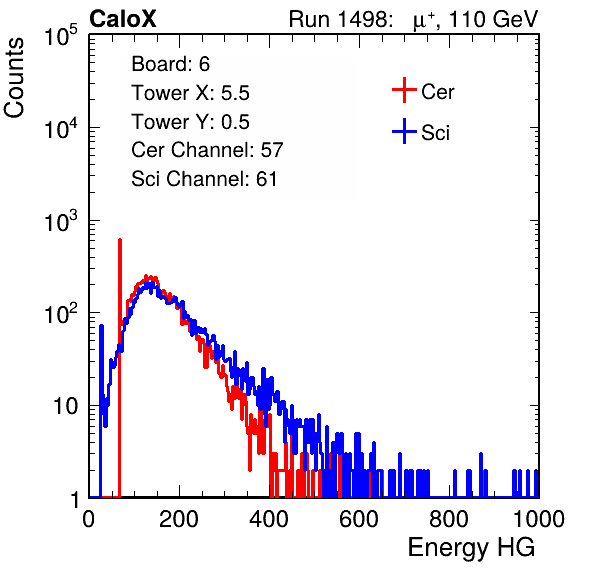 CaloX Run 1498: μ⁺, 110 GeV
Counts
Board: 6
Tower X: 5.5
Tower Y: 0.5
Cer Channel: 57
Sci Channel: 61
Cer
Sci
10⁵
10⁴
10³
10²
10
1
0 200 400 600 800 1000
Energy HG